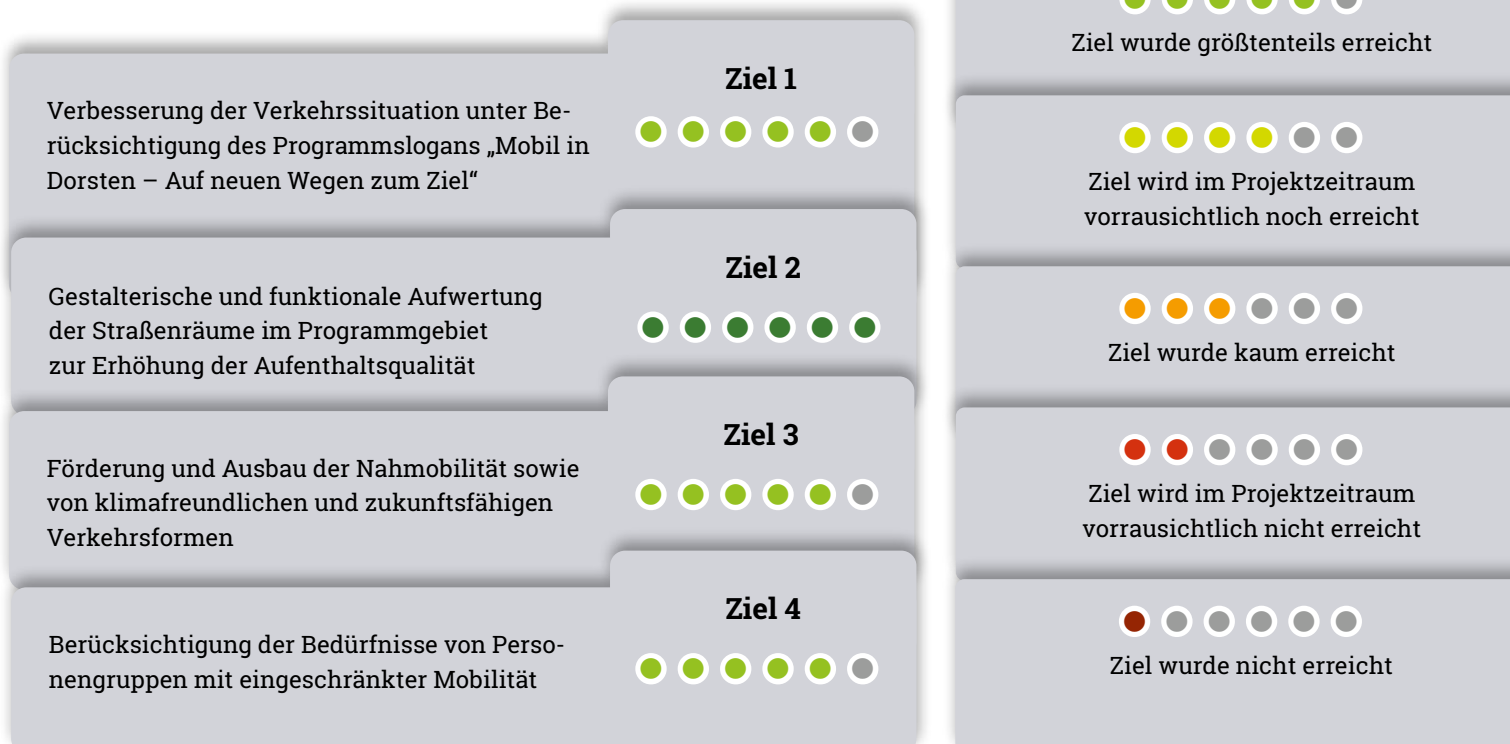 Ziel 1
Verbesserung der Verkehrssituation unter Be-
rücksichtigung des Programmslogans „Mobil in
Dorsten – Auf neuen Wegen zum Ziel“
Ziel 2
Gestalterische und funktionale Aufwertung
der Straßenräume im Programmgebiet
zur Erhöhung der Aufenthaltsqualität
Ziel 3
Förderung und Ausbau der Nahmobilität sowie
von klimafreundlichen und zukunftsfähigen
Verkehrsformen
Ziel 4
Berücksichtigung der Bedürfnisse von Perso-
nengruppen mit eingeschränkter Mobilität
Ziel wurde größtenteils erreicht
Ziel wird im Projektzeitraum
vorrausichtlich noch erreicht
Ziel wurde kaum erreicht
Ziel wird im Projektzeitraum
vorrausichtlich nicht erreicht
Ziel wurde nicht erreicht